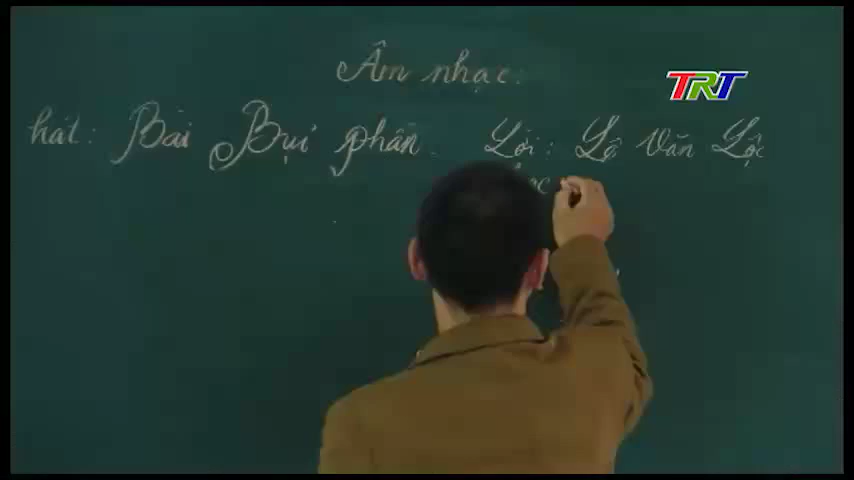 Âm nhạc:
TRT
hát: Bài Bụi phấn. Lời: Lê Văn Lộc